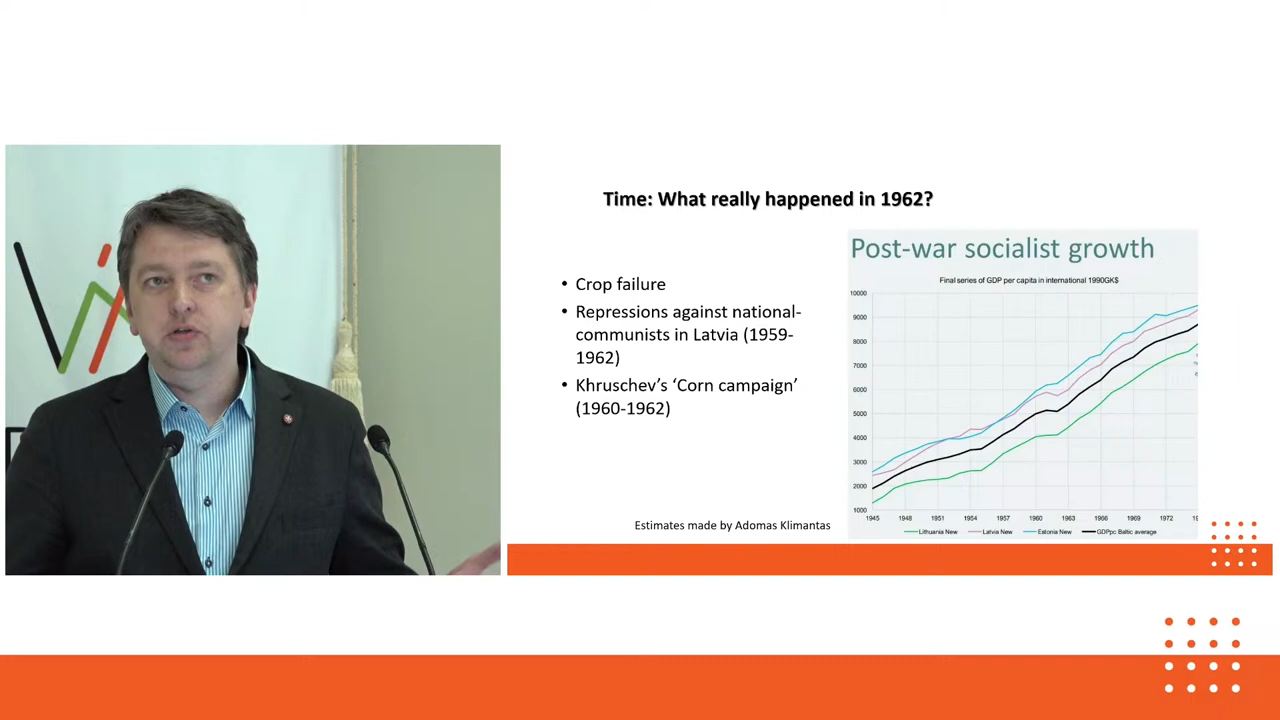 Time: What really happened in 1962?
• Crop failure
• Repressions against national-
communists in Latvia (1959-
1962)
• Khruschev's 'Corn campaign'
(1960-1962)
Estimates made by Adomas Klimantas
Post-war socialist growth
Final series of GDP per capita in international 1990GK$
10000
9000
8000
7000
6000
5000
4000
3000
2000
1000
1945 1948 1951 1954 1957 1960 1963 1966 1969 1972
Lithuania New Latvia New Estonia New GDPpc Baltic average